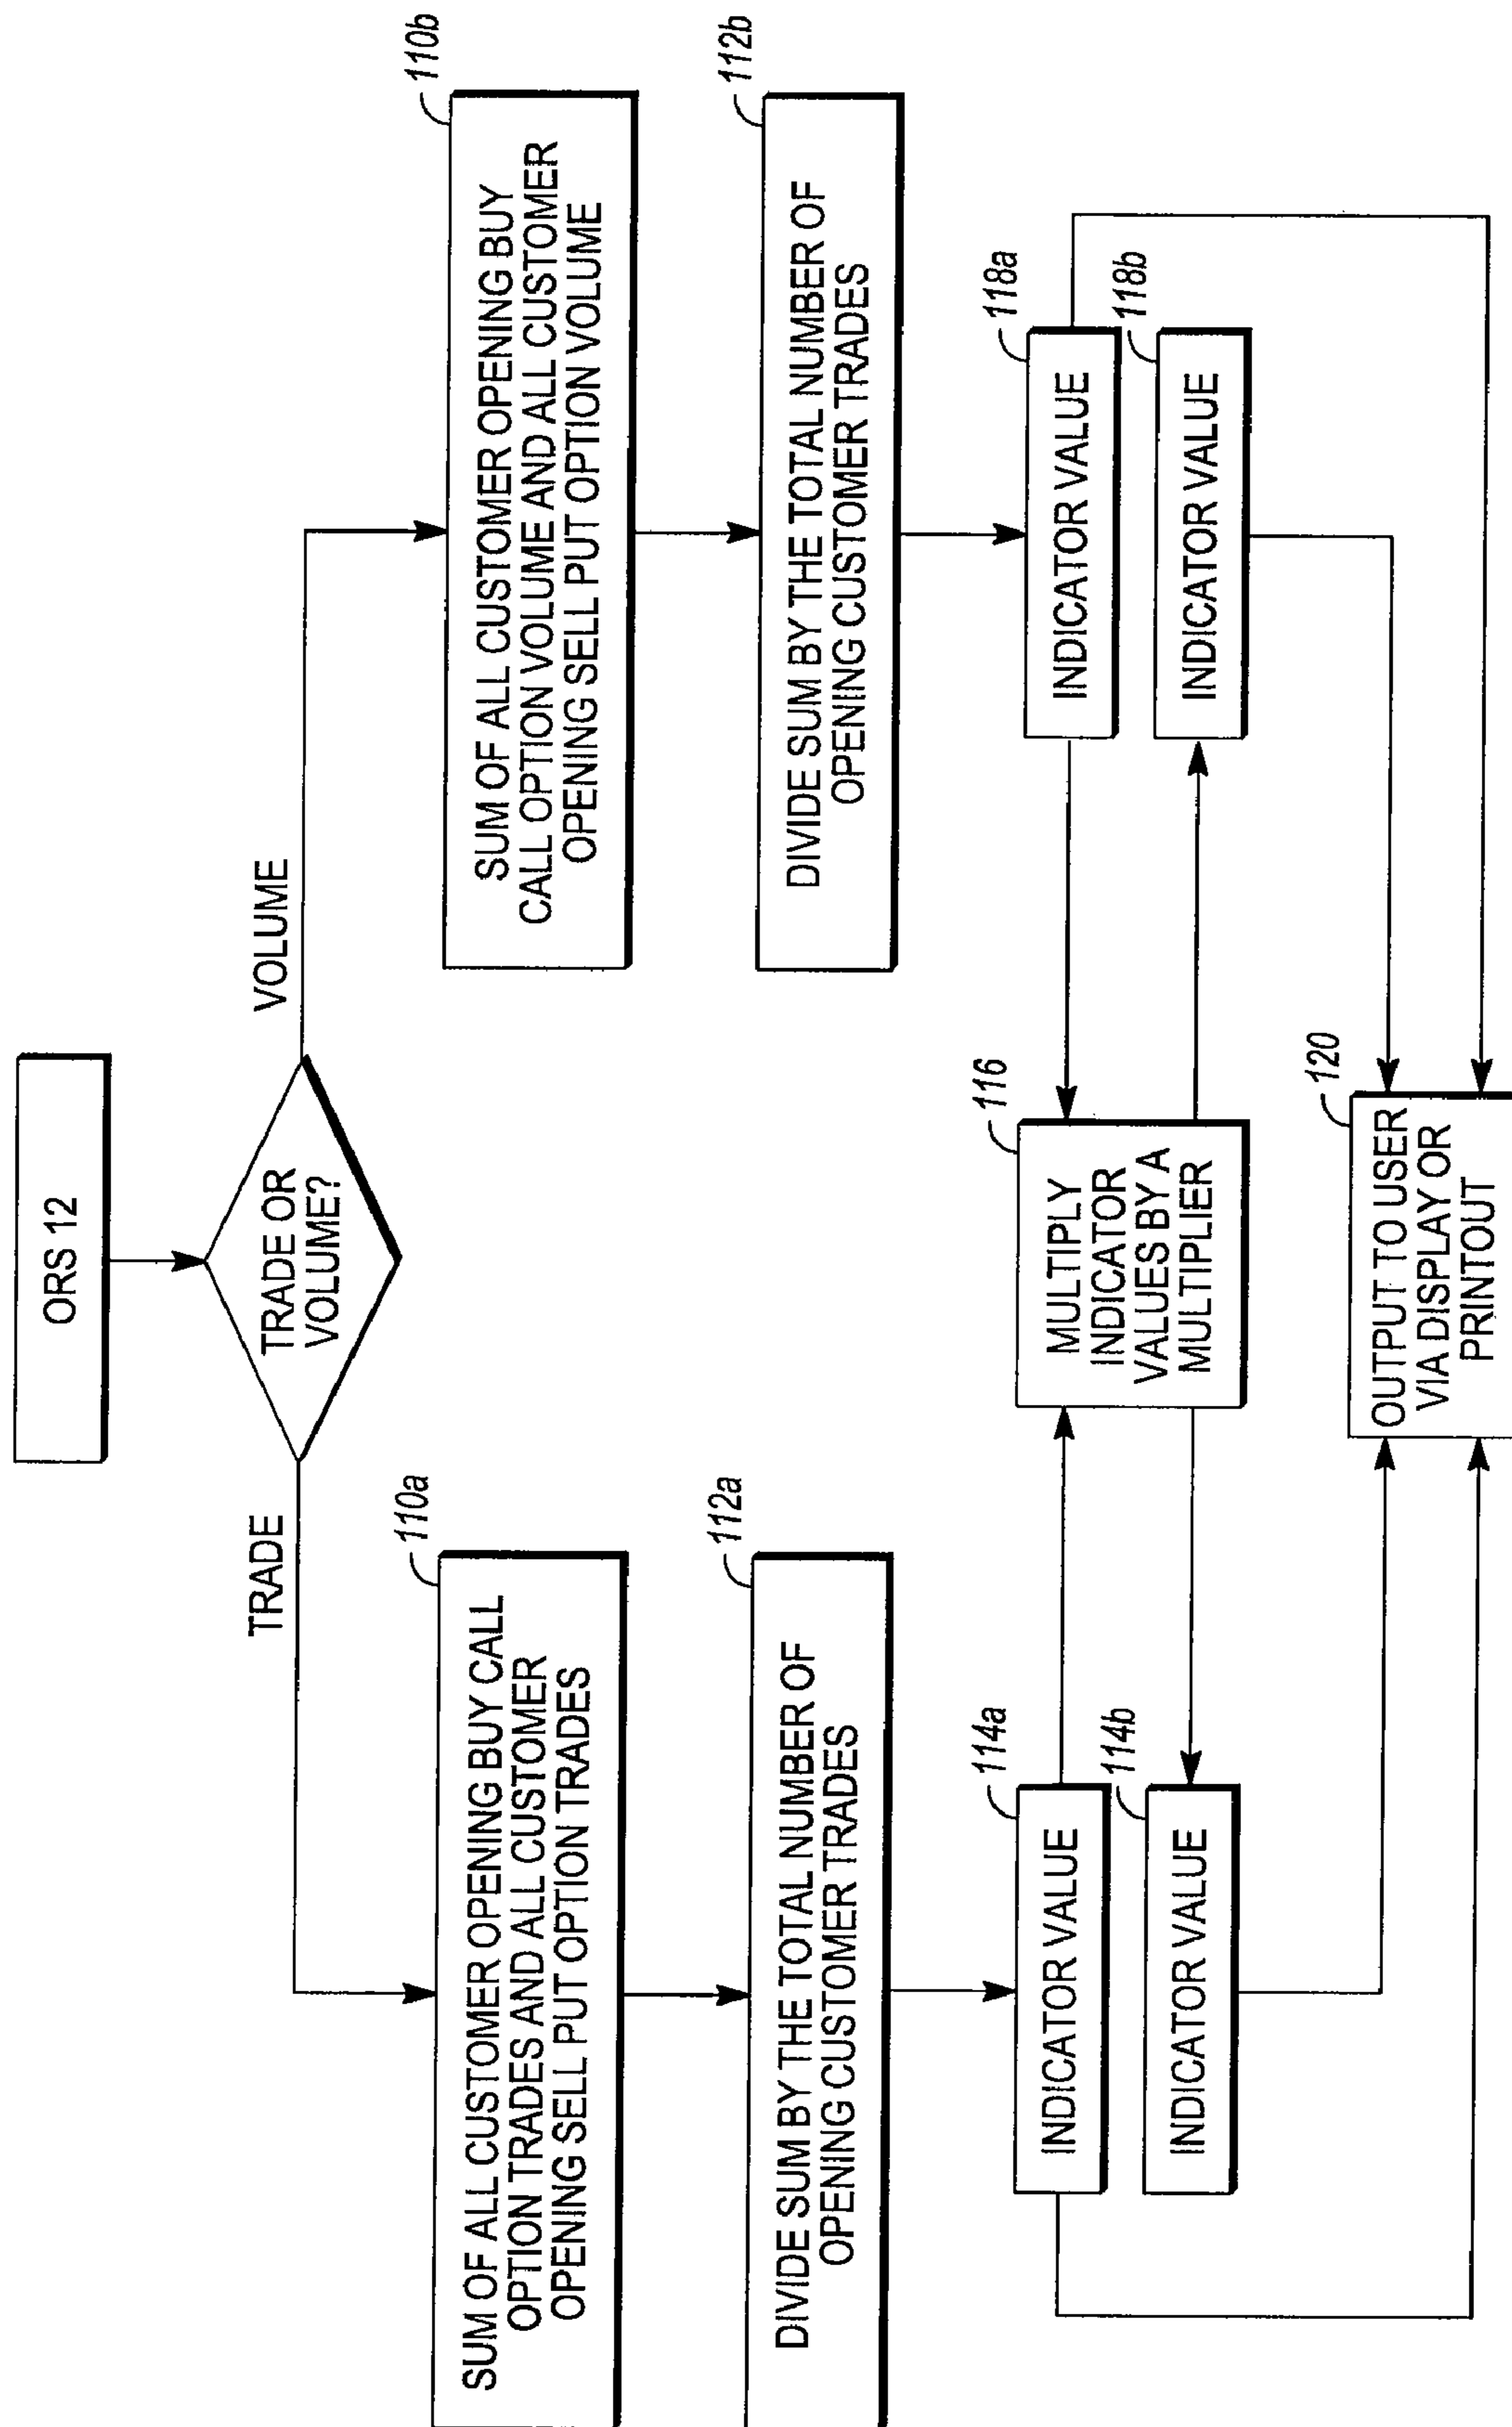 ORS 12
TRADE OR
VOLUME?
TRADE
VOLUME
110a
SUM OF ALL CUSTOMER OPENING BUY CALL
OPTION TRADES AND ALL CUSTOMER
OPENING SELL PUT OPTION TRADES
110b
SUM OF ALL CUSTOMER OPENING BUY
CALL OPTION VOLUME AND ALL CUSTOMER
OPENING SELL PUT OPTION VOLUME
112a
DIVIDE SUM BY THE TOTAL NUMBER OF
OPENING CUSTOMER TRADES
112b
DIVIDE SUM BY THE TOTAL NUMBER OF
OPENING CUSTOMER TRADES
114a
INDICATOR VALUE
114b
INDICATOR VALUE
116
MULTIPLY
INDICATOR
VALUES BY A
MULTIPLIER
118a
INDICATOR VALUE
118b
INDICATOR VALUE
120
OUTPUT TO USER
VIA DISPLAY OR
PRINTOUT